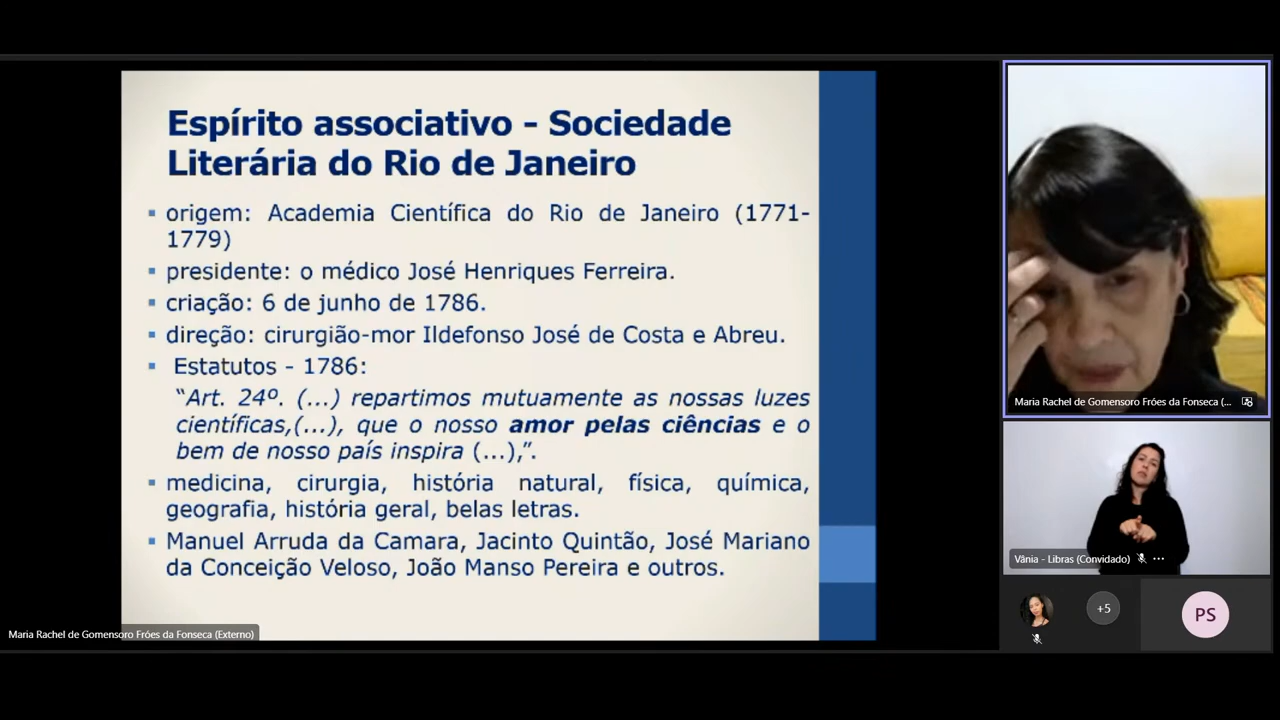 Espírito associativo - Sociedade
Literária do Rio de Janeiro
▪ origem: Academia Científica do Rio de Janeiro (1771-
1779)
▪ presidente: o médico José Henriques Ferreira.
▪ criação: 6 de junho de 1786.
▪ direção: cirurgião-mor Ildefonso José de Costa e Abreu.
▪ Estatutos - 1786:
“Art. 24º. (...) repartimos mutuamente as nossas luzes
científicas,(...), que o nosso amor pelas ciências e o
bem de nosso país inspira (...),”.
▪ medicina, cirurgia, história natural, física, química,
geografia, história geral, belas letras.
▪ Manuel Arruda da Camara, Jacinto Quintão, José Mariano
da Conceição Veloso, João Manso Pereira e outros.
Maria Rachel de Gomensoro Fróes da Fonseca (Externo)
Maria Rachel de Gomensoro Fróes da Fonseca (...
Vânia - Libras (Convidado)
+5
PS